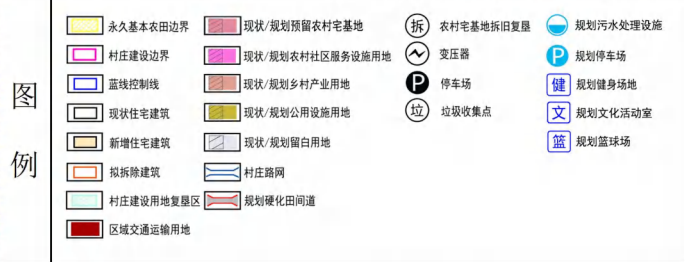 图例
永久基本农田边界
村庄建设边界
蓝线控制线
现状住宅建筑
新增住宅建筑
拟拆除建筑
村庄建设用地复垦区
区域交通运输用地
现状/规划预留农村宅基地
现状/规划农村社区服务设施用地
现状/规划乡村产业用地
现状/规划公用设施用地
现状/规划留白用地
村庄路网
规划硬化田间道
拆 农村宅基地拆旧复垦
变压器
P 停车场
垃 垃圾收集点
规划污水处理设施
P 规划停车场
健 规划健身场地
文 规划文化活动室
篮 规划篮球场